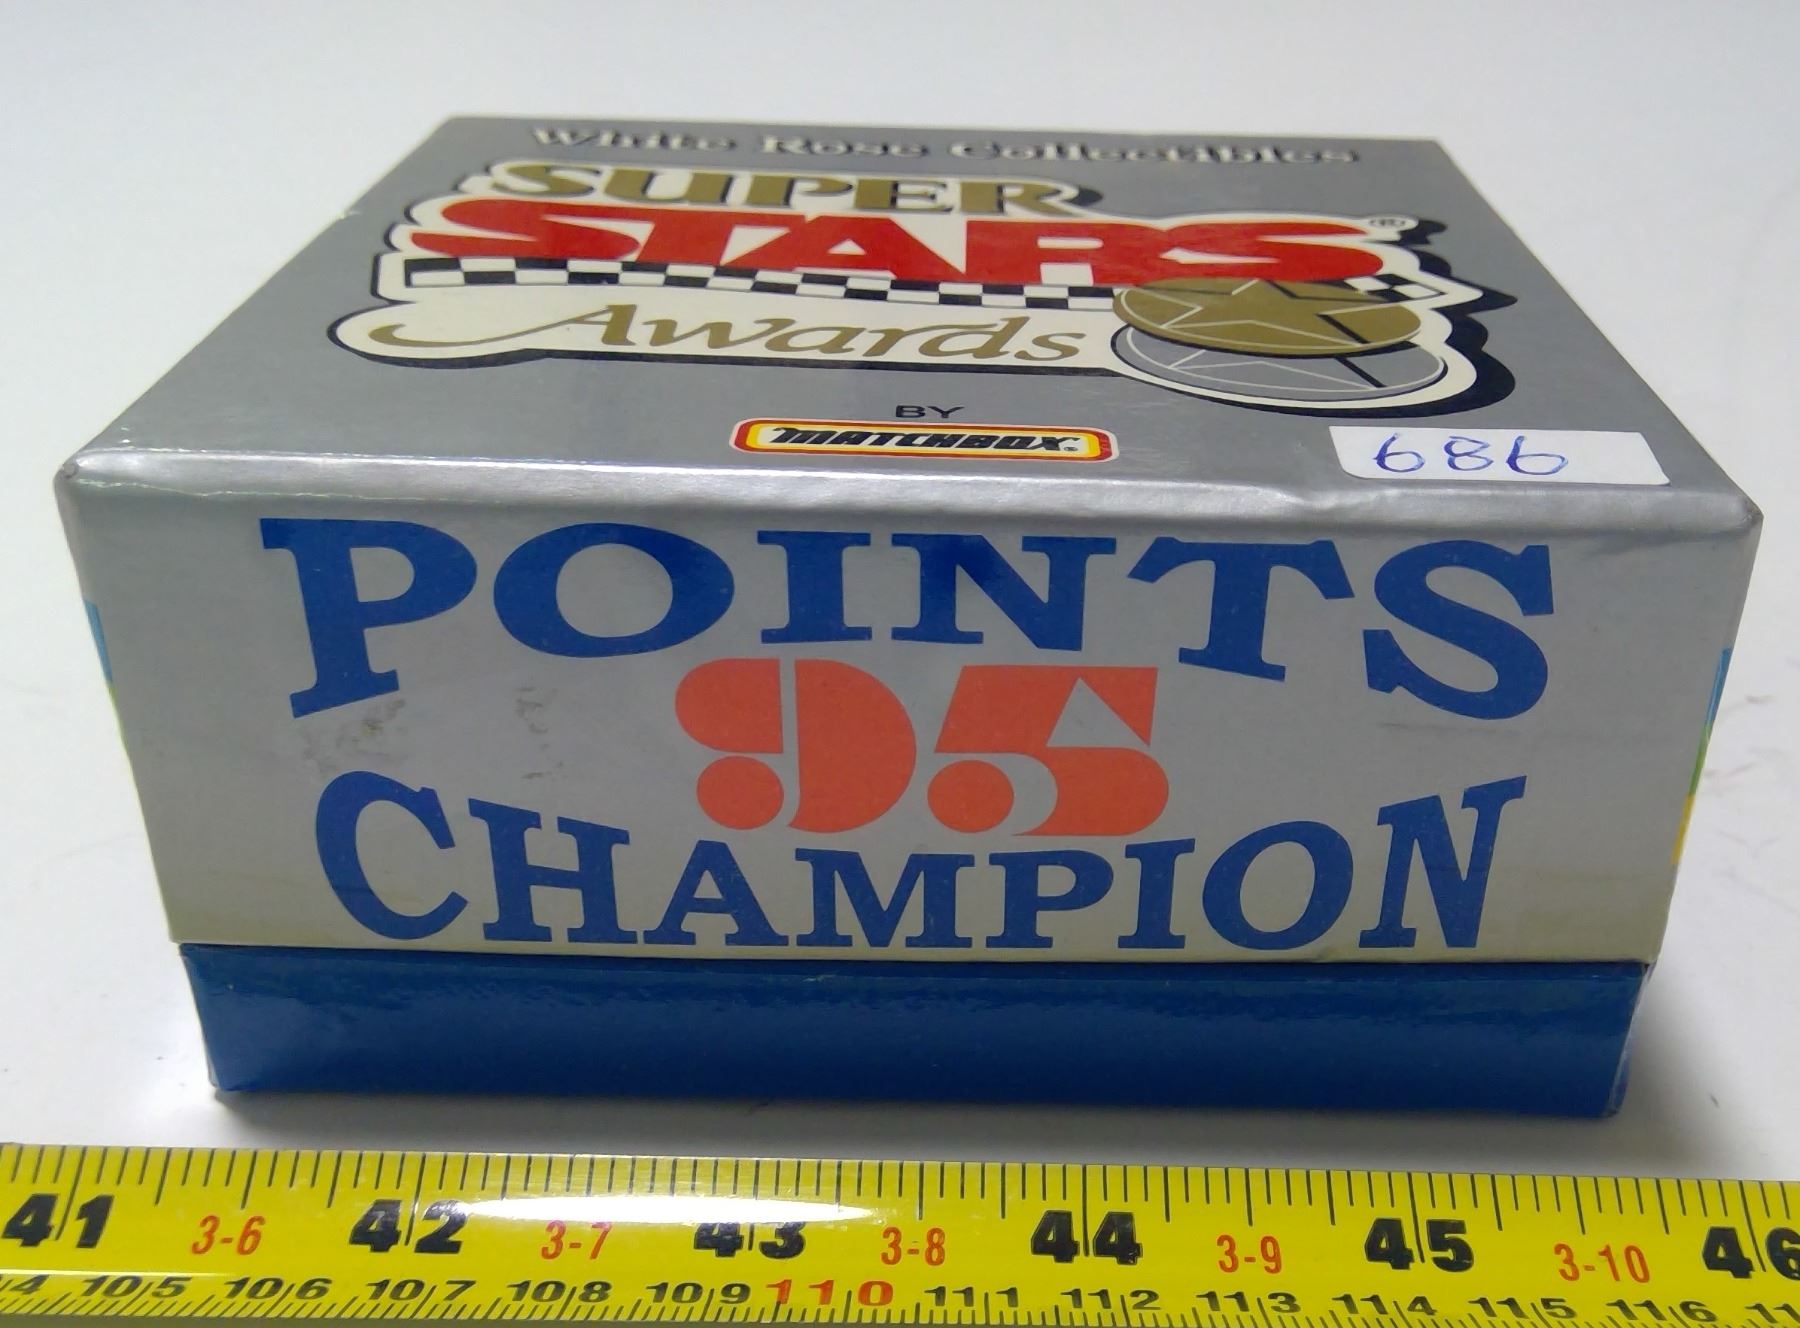 White Rose Collectibles
SUPER
STARS®
Awards
BY
MATCHBOX®
686
POINTS
95
CHAMPION
41 42 43 44 45 46
3-6 3-7 3-8 3-9 3-10
4 105 106 107 108 109 110 111 112 113 114 115 116 11